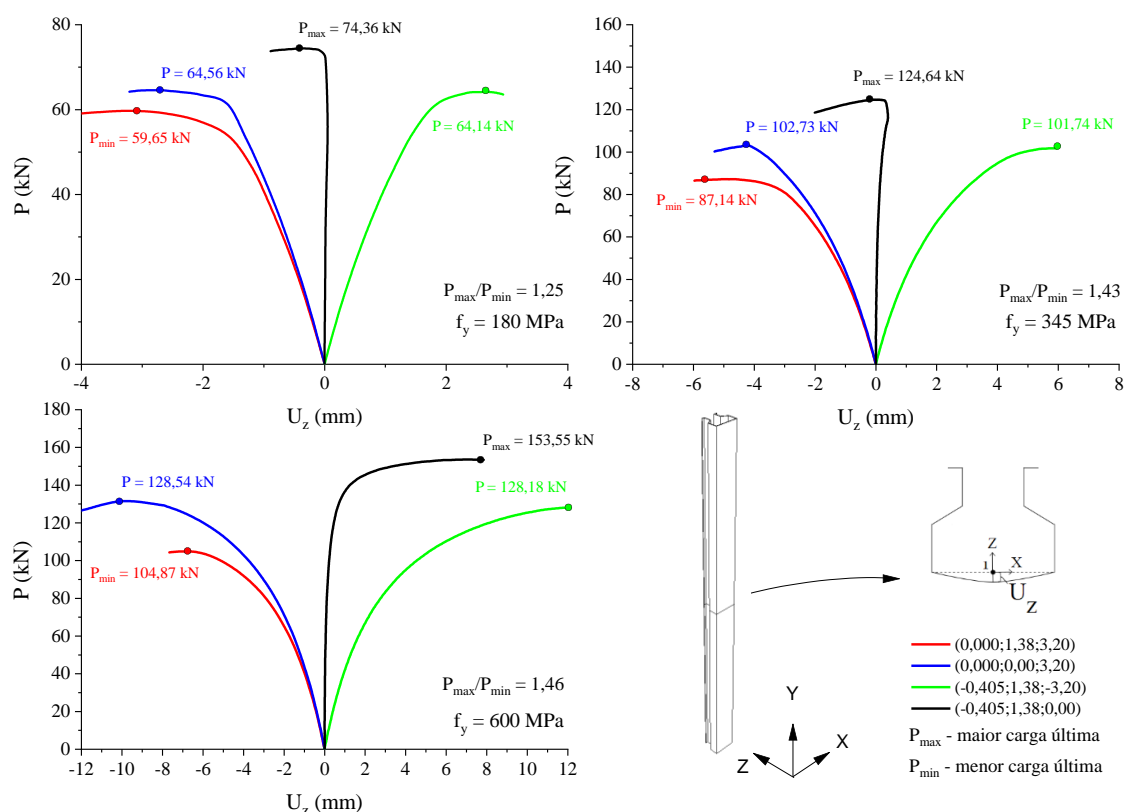 P (kN)
80
60
40
20
0
P_max = 74,36 kN
P = 64,56 kN
P_min = 59,65 kN
P = 64,14 kN
P_max/P_min = 1,25
f_y = 180 MPa
-4 -2 0 2 4
U_z (mm)
P (kN)
160
140
120
100
80
60
40
20
0
P_max = 124,64 kN
P = 102,73 kN
P = 101,74 kN
P_min = 87,14 kN
P_max/P_min = 1,43
f_y = 345 MPa
-8 -6 -4 -2 0 2 4 6 8
U_z (mm)
P (kN)
180
160
150
140
120
100
80
60
50
40
20
0
P_max = 153,55 kN
P = 128,54 kN
P = 128,18 kN
P_min = 104,87 kN
P_max/P_min = 1,46
f_y = 600 MPa
-12 -10 -8 -6 -4 -2 0 2 4 6 8 10 12
U_z (mm)
Z
1 X
U_Z
Y
Z X
(0,000;1,38;3,20)
(0,000;0,00;3,20)
(-0,405;1,38;-3,20)
(-0,405;1,38;0,00)
P_max - maior carga última
P_min - menor carga última